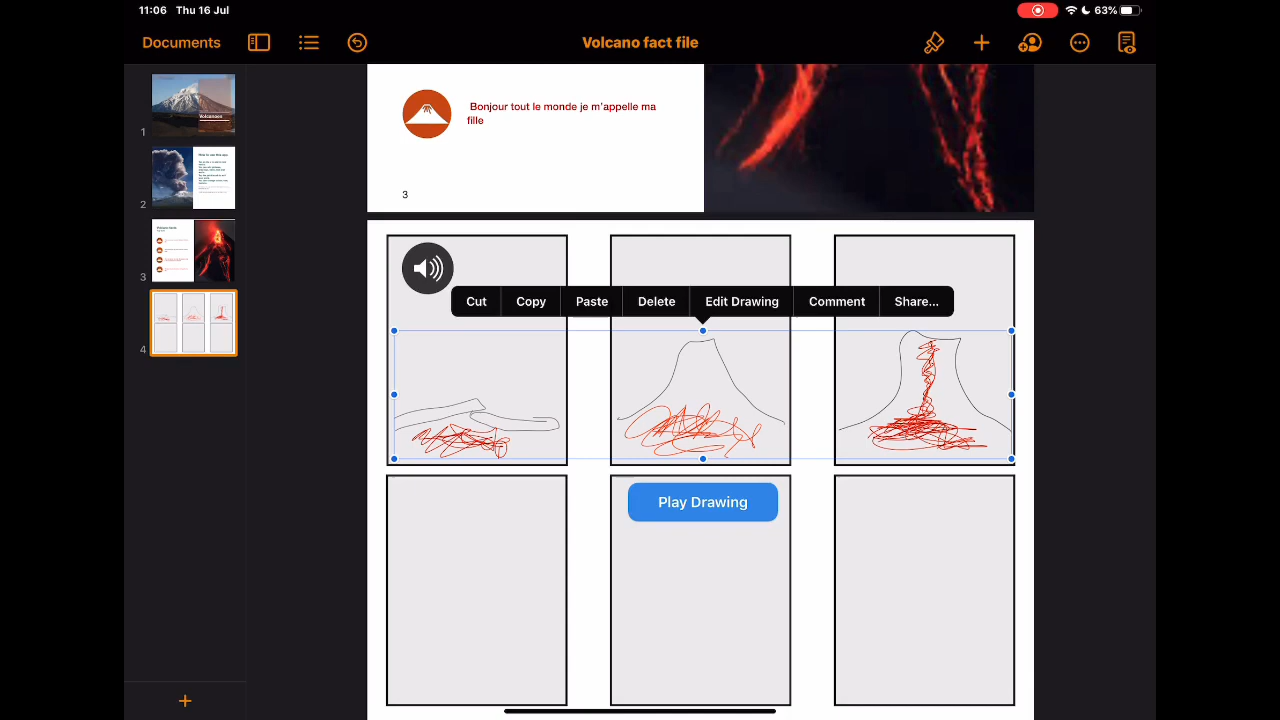 11:06 Thu 16 Jul
63%
Documents
Volcano fact file
Volcanoes
1
2
3
4
Bonjour tout le monde je m'appelle ma
fille
3
Cut Copy Paste Delete Edit Drawing Comment Share...
Play Drawing